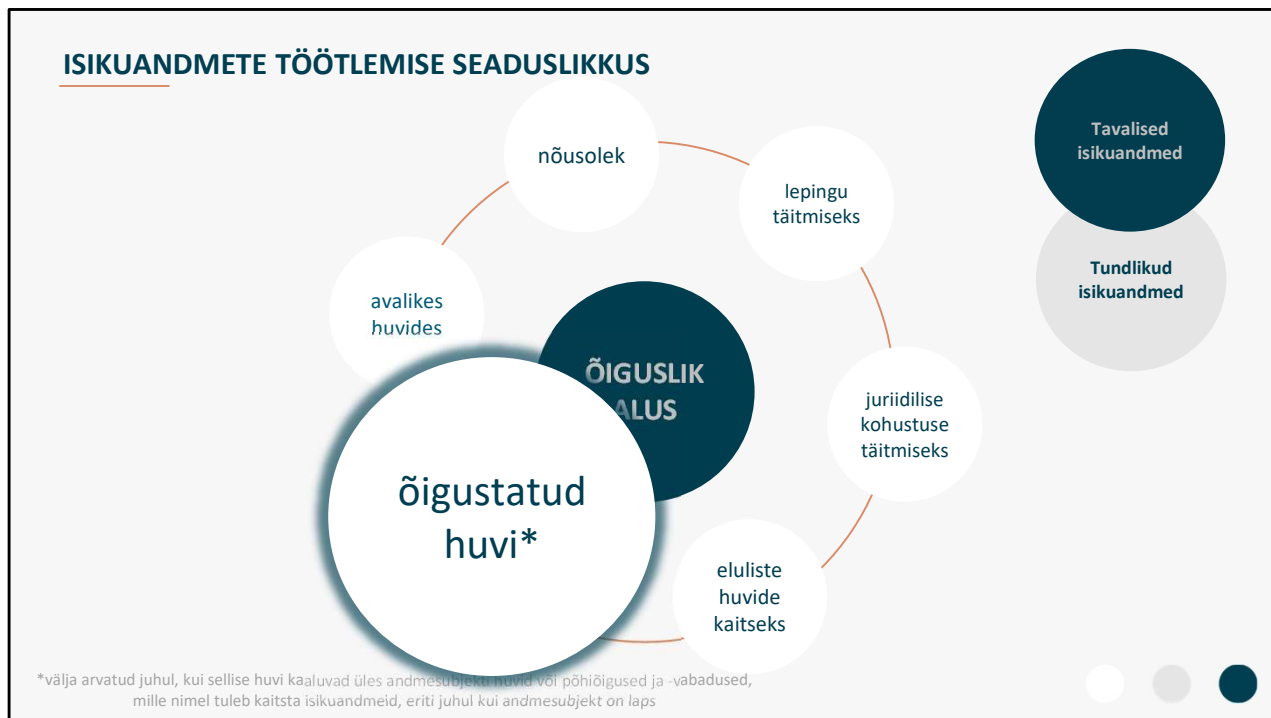 ISIKUANDMETE TÖÖTLEMISE SEADUSLIKKUS
Tavalised
isikuandmed
Tundlikud
isikuandmed
nõusolek
lepingu
täitmiseks
avalikes
huvides
ÕIGUSLIK
ALUS
juriidilise
kohustuse
täitmiseks
õigustatud
huvi*
eluliste
huvide
kaitseks
*välja arvatud juhul, kui sellise huvi kaaluvad üles andmesubjekti huvid või põhiõigused ja -vabadused,
mille nimel tuleb kaitsta isikuandmeid, eriti juhul kui andmesubjekt on laps